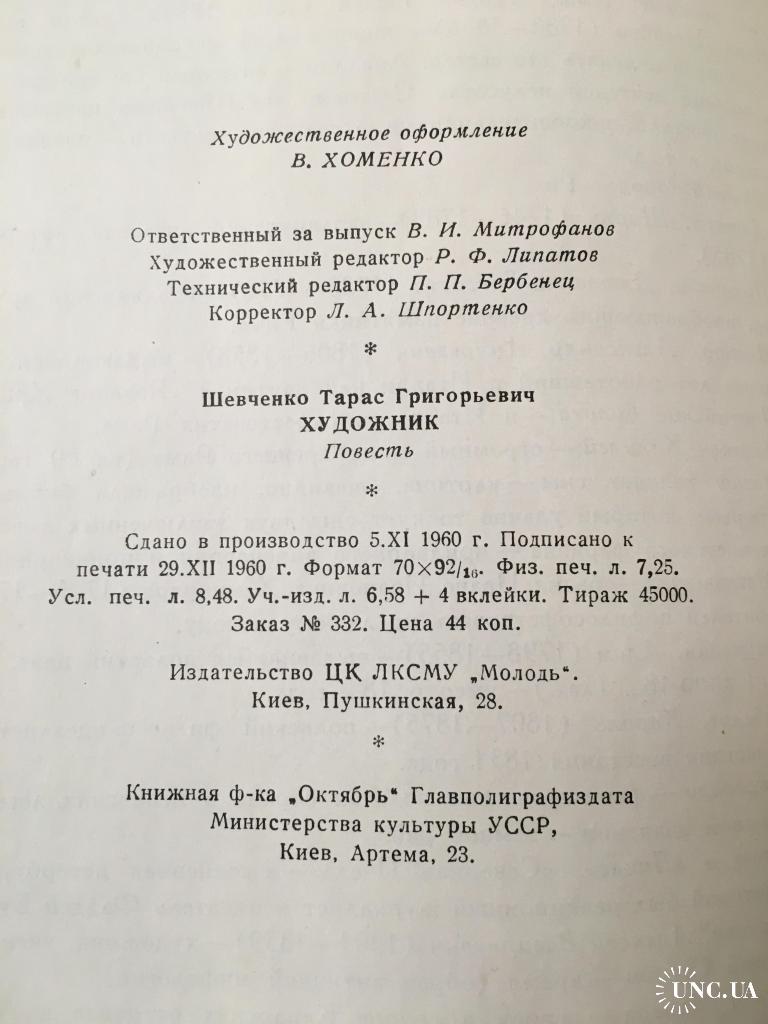 Художественное оформление
В. ХОМЕНКО
Ответственный за выпуск В. И. Митрофанов
Художественный редактор Р. Ф. Липатов
Технический редактор П. П. Бербенец
Корректор Л. А. Шпортенко
*
Шевченко Тарас Григорьевич
ХУДОЖНИК
Повесть
*
Сдано в производство 5.XI 1960 г. Подписано к
печати 29.XII 1960 г. Формат 70×92/16. Физ. печ. л. 7,25.
Усл. печ. л. 8,48. Уч.-изд. л. 6,58 + 4 вклейки. Тираж 45000.
Заказ № 332. Цена 44 коп.
Издательство ЦК ЛКСМУ „Молодь“.
Киев, Пушкинская, 28.
*
Книжная ф-ка „Октябрь“ Главполиграфиздата
Министерства культуры УССР,
Киев, Артема, 23.
UNC.UA